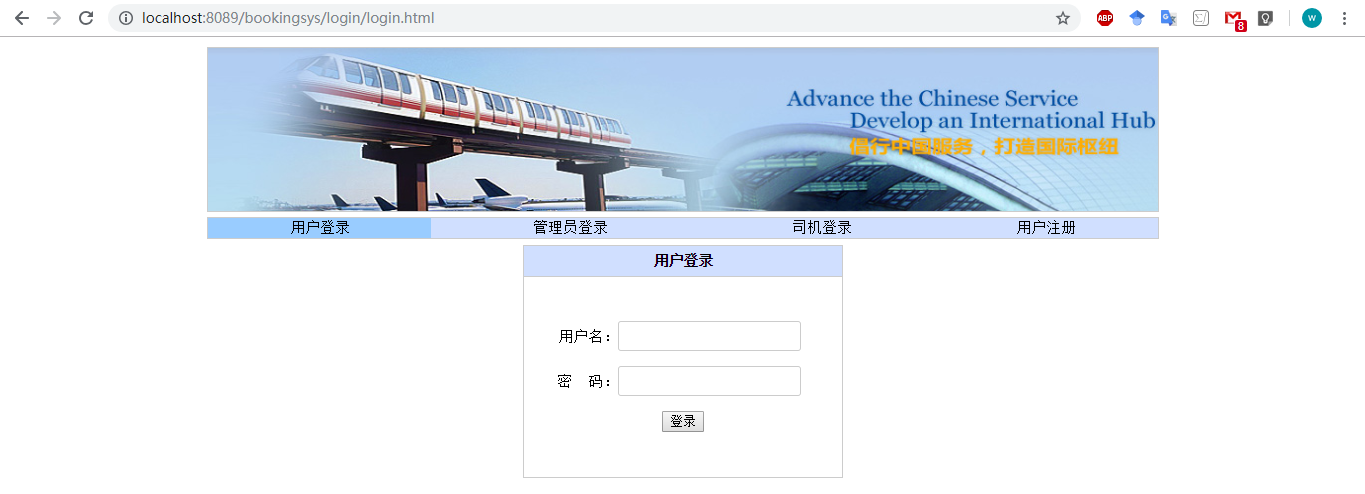 localhost:8089/bookingsys/login/login.html
ABP
8
w
Advance the Chinese Service
Develop an International Hub
倡行中国服务，打造国际枢纽
用户登录 管理员登录 司机登录 用户注册
用户登录
用户名：
密 码：
登录